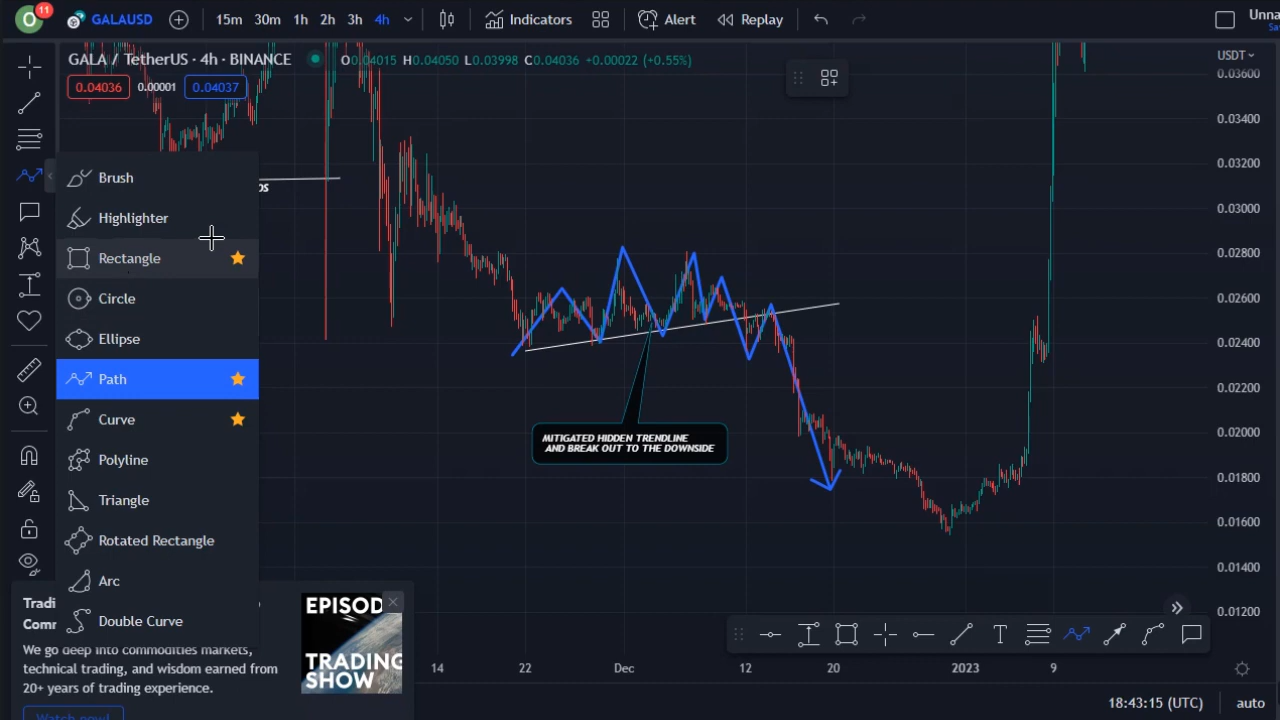 O
11
GALAUSD
15m
30m
1h
2h
3h
4h
Indicators
Alert
Replay
Unna
GALA / TetherUS · 4h · BINANCE
O0.04015 H0.04050 L0.03998 C0.04036 +0.00022 (+0.55%)
USDT
0.04036
0.00001
0.04037
0.03600
0.03400
0.03200
0.03000
0.02800
0.02600
0.02400
0.02200
0.02000
0.01800
0.01600
0.01400
0.01200
Brush
Highlighter
Rectangle
Circle
Ellipse
Path
Curve
Polyline
Triangle
Rotated Rectangle
Arc
Double Curve
MITIGATED HIDDEN TRENDLINE
AND BREAK OUT TO THE DOWNSIDE
Tradi
Comm
We go deep into commodities markets,
technical trading, and wisdom earned from
20+ years of trading experience.
Watch now!
EPISOD
TRADING
SHOW
T
14
22
Dec
12
20
2023
9
18:43:15 (UTC)
auto